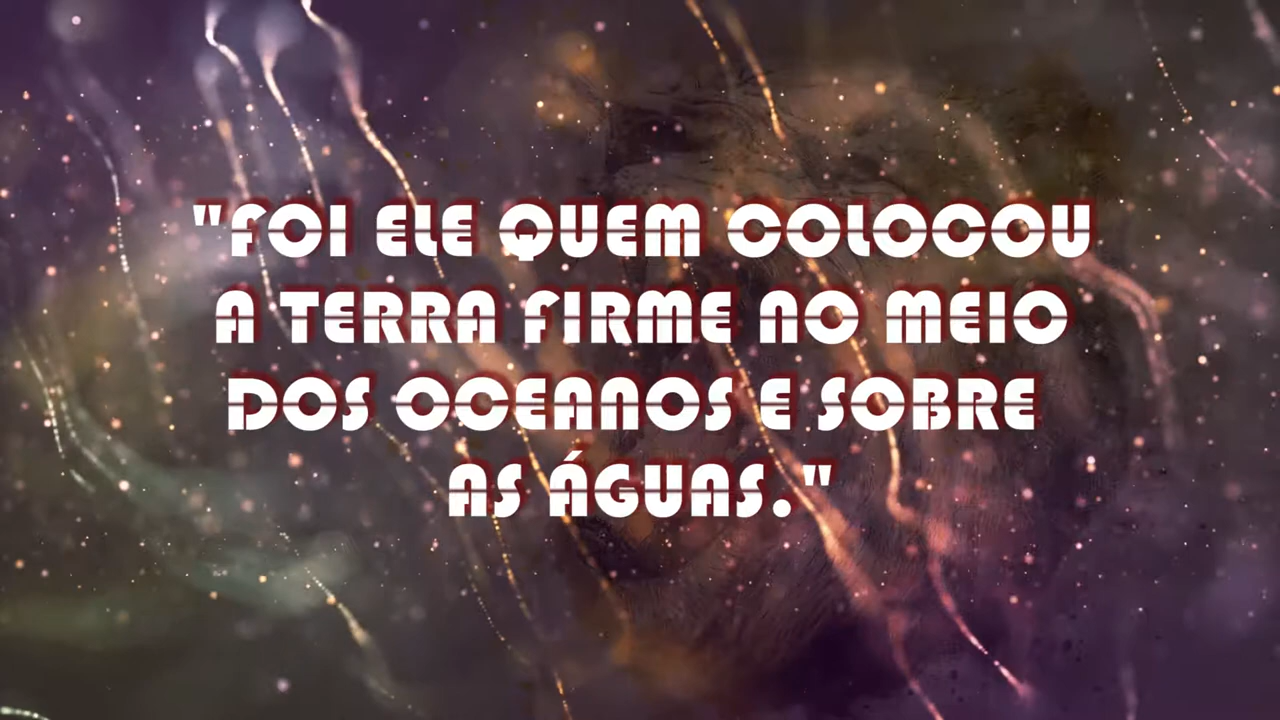 "FOI ELE QUEM COLOCOU
A TERRA FIRME NO MEIO
DOS OCEANOS E SOBRE
AS ÁGUAS."